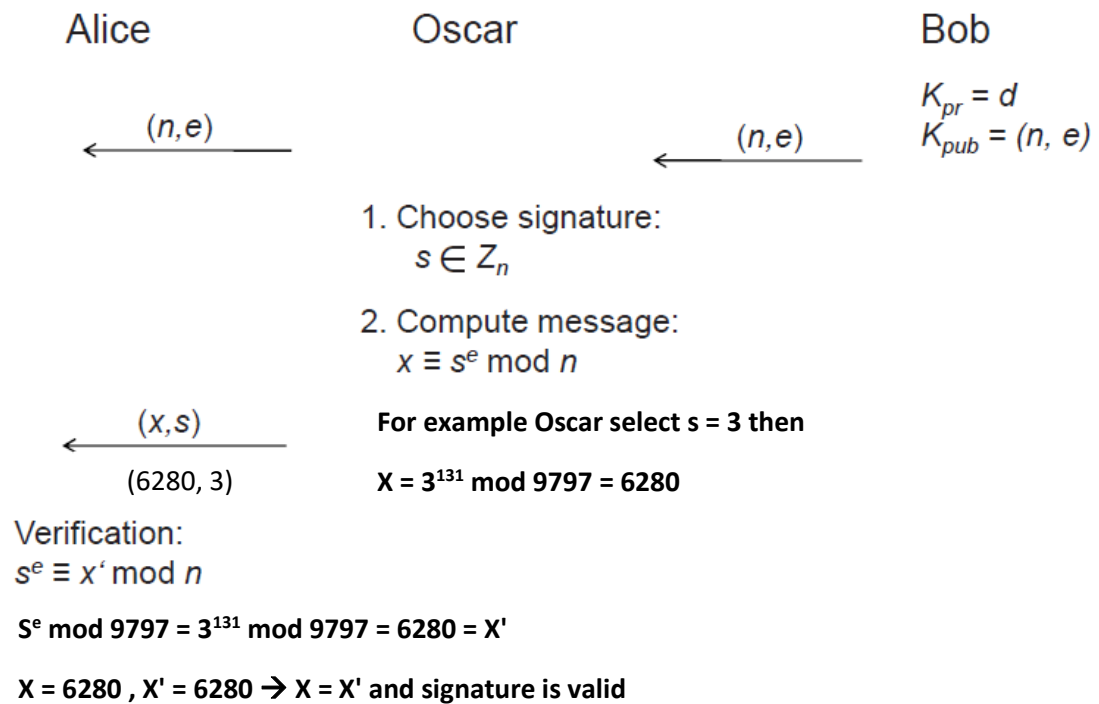 Alice Oscar Bob
K_pr = d
(n,e) (n,e) K_pub = (n, e)
1. Choose signature:
s ∈ Z_n
2. Compute message:
x ≡ s^e mod n
(x,s) For example Oscar select s = 3 then
(6280, 3) X = 3^131 mod 9797 = 6280
Verification:
s^e ≡ x‘ mod n
S^e mod 9797 = 3^131 mod 9797 = 6280 = X'
X = 6280 , X' = 6280 → X = X' and signature is valid